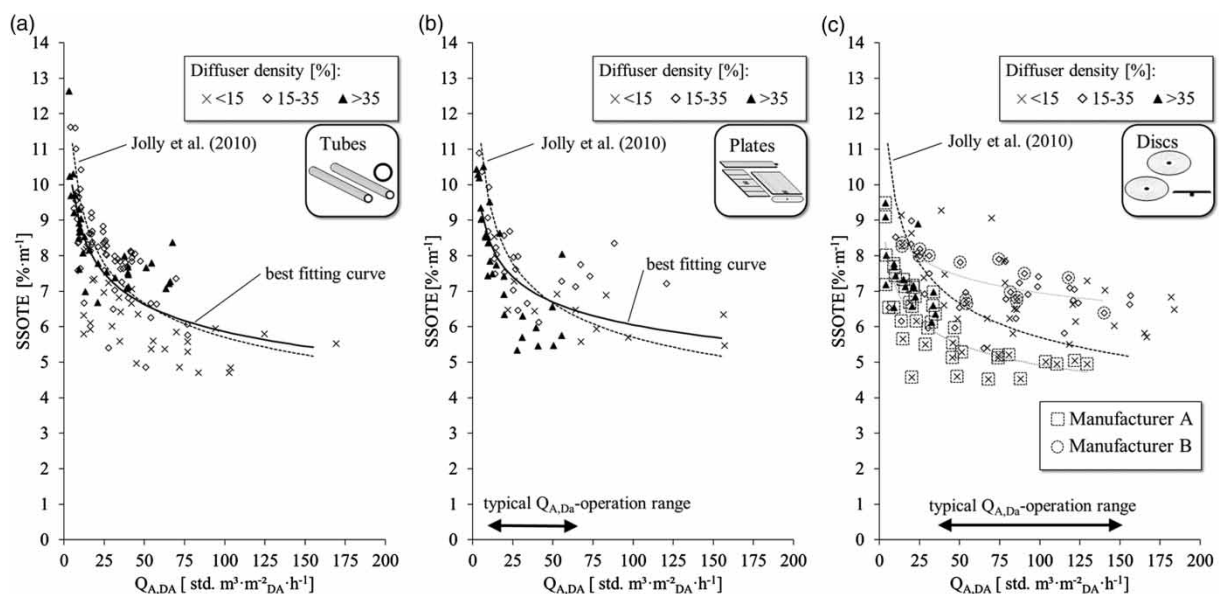 (a)
14
13
12
11
10
9
8
7
6
5
4
3
2
1
0
SSOTE [%·m⁻¹]
Diffuser density [%]:
×<15 ◇15-35 ▲>35
Jolly et al. (2010)
Tubes
best fitting curve
0 25 50 75 100 125 150 175 200
Q_A,DA [ std. m³·m⁻²_DA·h⁻¹]
(b)
14
13
12
11
10
9
8
7
6
5
4
3
2
1
0
SSOTE [%·m⁻¹]
Diffuser density [%]:
×<15 ◇15-35 ▲>35
Jolly et al. (2010)
Plates
best fitting curve
typical Q_A,Da-operation range
0 25 50 75 100 125 150 175 200
Q_A,DA [ std. m³·m⁻²_DA·h⁻¹]
(c)
14
13
12
11
10
9
8
7
6
5
4
3
2
1
0
SSOTE [%·m⁻¹]
Diffuser density [%]:
×<15 ◇15-35 ▲>35
Jolly et al. (2010)
Discs
Manufacturer A
Manufacturer B
typical Q_A,Da-operation range
0 25 50 75 100 125 150 175 200
Q_A,DA [ std. m³·m⁻²_DA·h⁻¹]